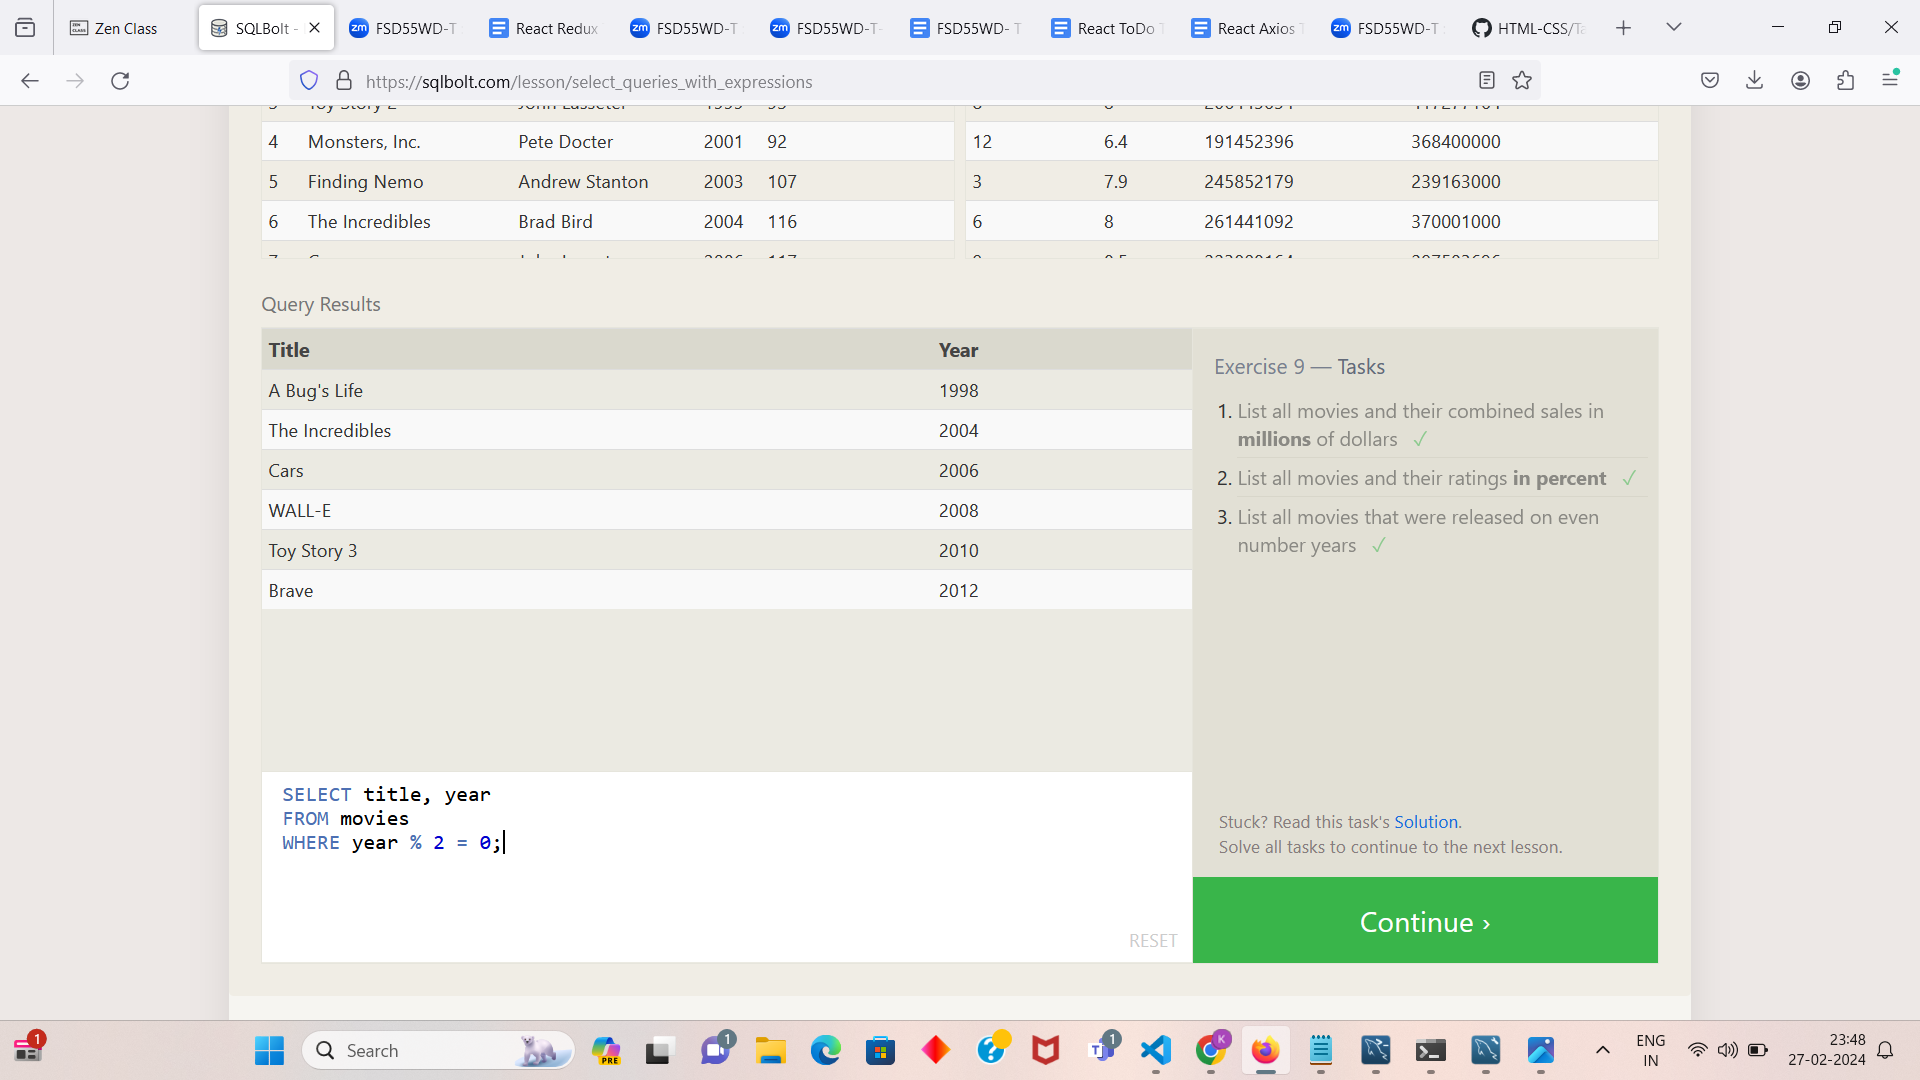 Zen Class
SQLBolt -
FSD55WD-T
React Redux
FSD55WD-T
FSD55WD-T-
FSD55WD- T
React ToDo T
React Axios T
FSD55WD-T
HTML-CSS/Ta
https://sqlbolt.com/lesson/select_queries_with_expressions
4 Monsters, Inc. Pete Docter 2001 92
12 6.4 191452396 368400000
5 Finding Nemo Andrew Stanton 2003 107
3 7.9 245852179 239163000
6 The Incredibles Brad Bird 2004 116
6 8 261441092 370001000
Query Results
Title Year
A Bug's Life 1998
The Incredibles 2004
Cars 2006
WALL-E 2008
Toy Story 3 2010
Brave 2012
Exercise 9 — Tasks
1. List all movies and their combined sales in
millions of dollars ✓
2. List all movies and their ratings in percent ✓
3. List all movies that were released on even
number years ✓
SELECT title, year
FROM movies
WHERE year % 2 = 0;
RESET
Stuck? Read this task's Solution.
Solve all tasks to continue to the next lesson.
Continue ›
1
Search
PRE
1
1
K
ENG
IN
23:48
27-02-2024